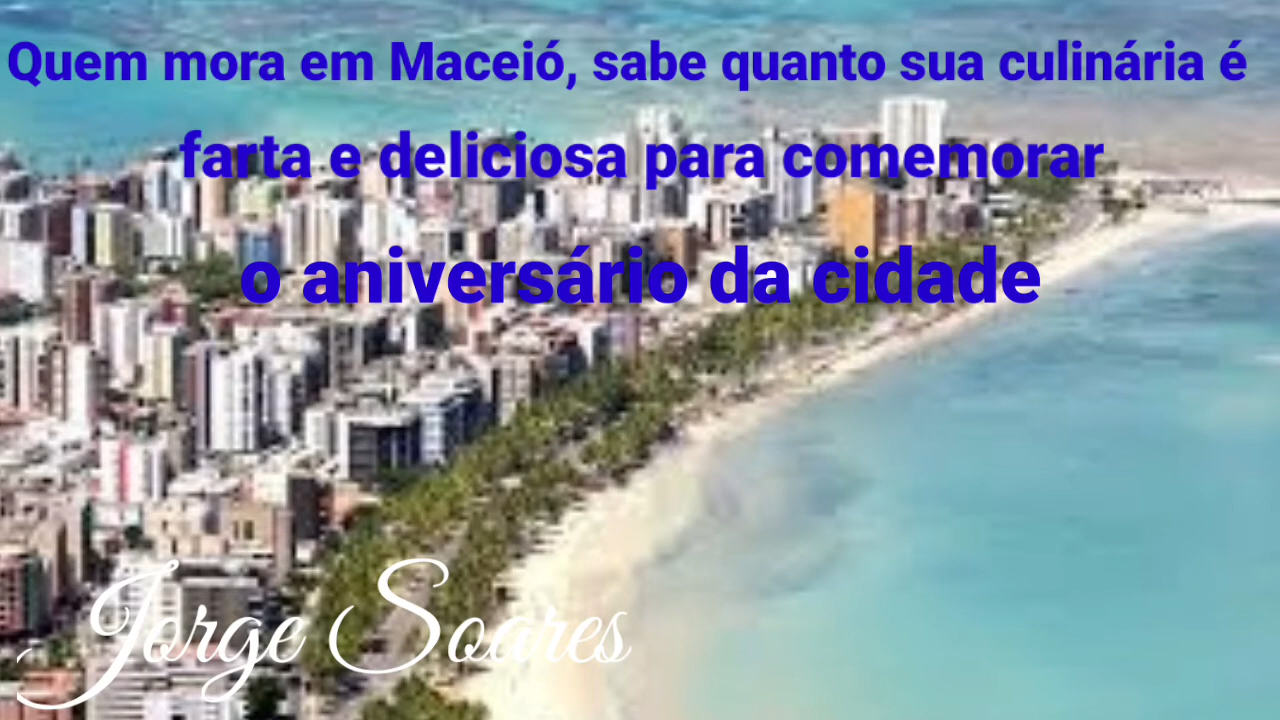 Quem mora em Maceió, sabe quanto sua culinária é
farta e deliciosa para comemorar
o aniversário da cidade
Jorge Soares